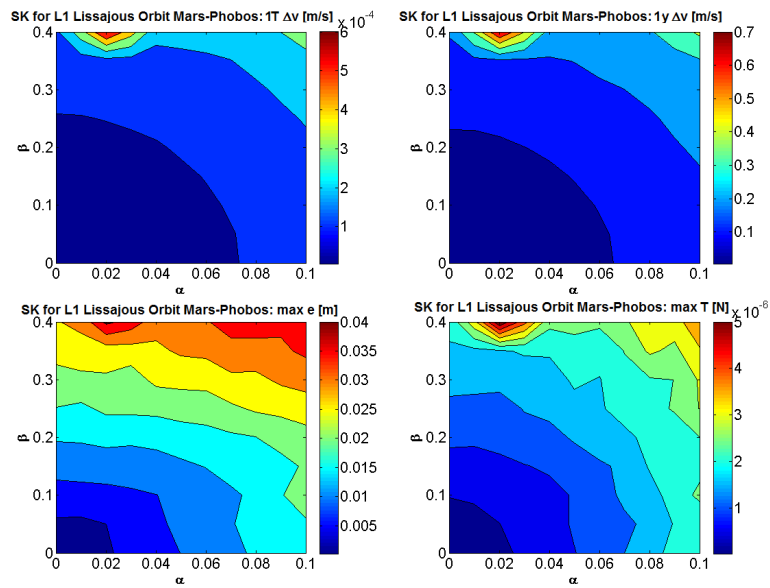 SK for L1 Lissajous Orbit Mars-Phobos: 1T Δv [m/s]
x 10⁻⁴
0.4
0.3
0.2
0.1
0
β
0 0.02 0.04 0.06 0.08 0.1
α
6
5
4
3
2
1
SK for L1 Lissajous Orbit Mars-Phobos: 1y Δv [m/s]
0.4
0.3
0.2
0.1
0
β
0 0.02 0.04 0.06 0.08 0.1
α
0.7
0.6
0.5
0.4
0.3
0.2
0.1
SK for L1 Lissajous Orbit Mars-Phobos: max e [m]
0.4
0.3
0.2
0.1
0
β
0 0.02 0.04 0.06 0.08 0.1
α
0.04
0.035
0.03
0.025
0.02
0.015
0.01
0.005
SK for L1 Lissajous Orbit Mars-Phobos: max T [N]
x 10⁻⁶
0.4
0.3
0.2
0.1
0
β
0 0.02 0.04 0.06 0.08 0.1
α
5
4
3
2
1